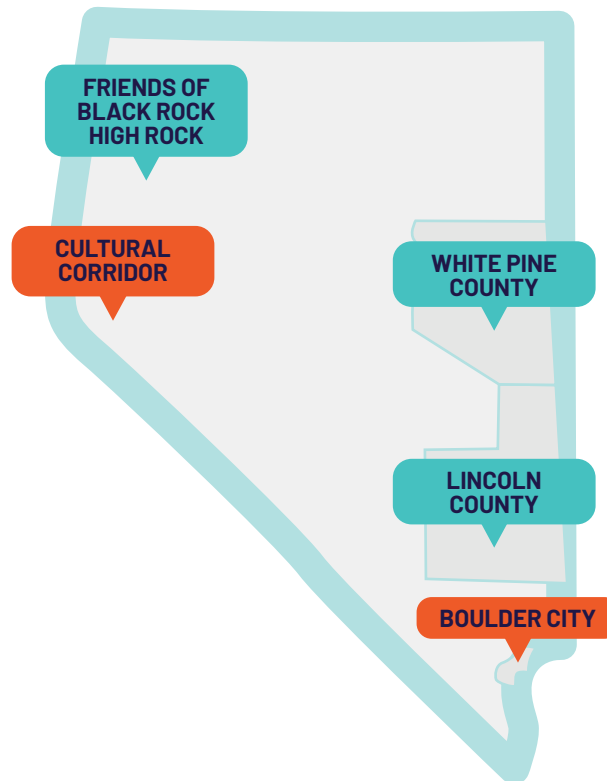 FRIENDS OF
BLACK ROCK
HIGH ROCK
CULTURAL
CORRIDOR
WHITE PINE
COUNTY
LINCOLN
COUNTY
BOULDER CITY